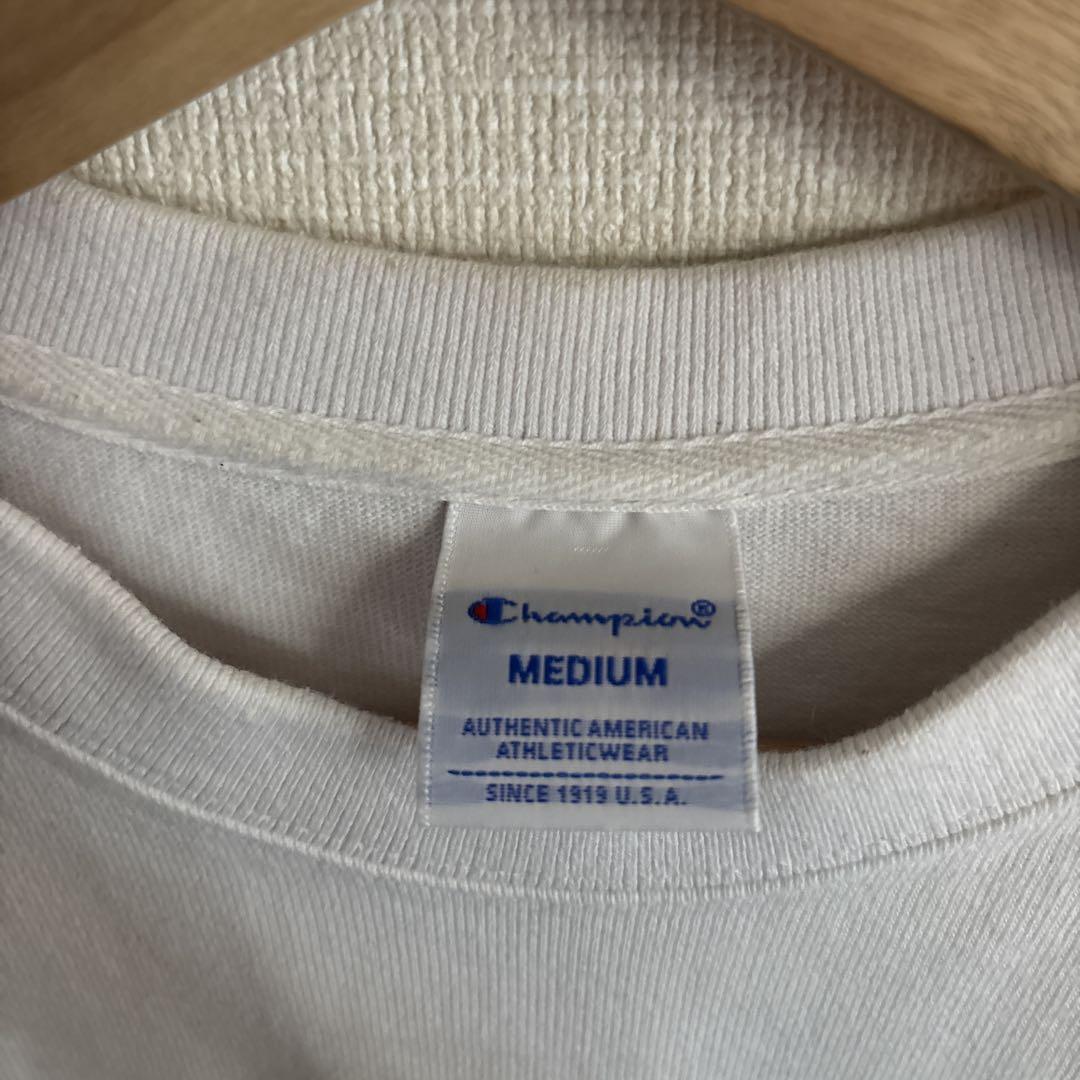 Champion®
MEDIUM
AUTHENTIC AMERICAN
ATHLETICWEAR
SINCE 1919 U.S.A.